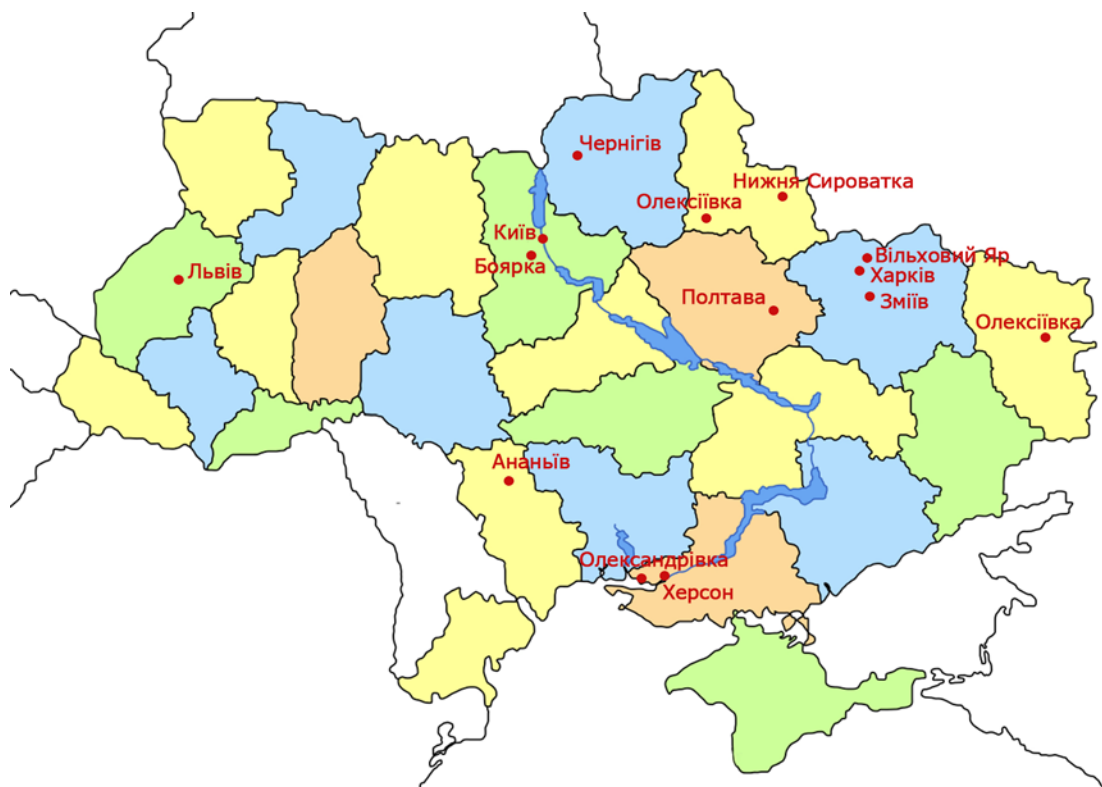 Чернігів
Нижня Сироватка
Олексіївка
Київ
Боярка
Вільховий Яр
Львів
Харків
Зміїв
Полтава
Олексіївка
Ананьїв
Олександрівка
Херсон